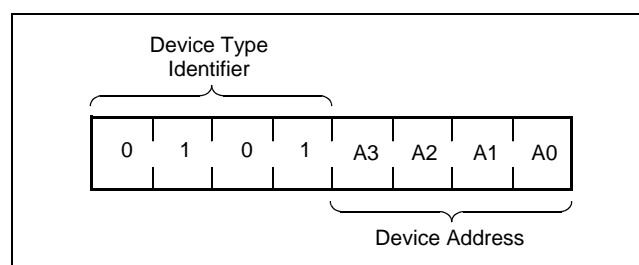 Device Type
Identifier
0 1 0 1 A3 A2 A1 A0
Device Address